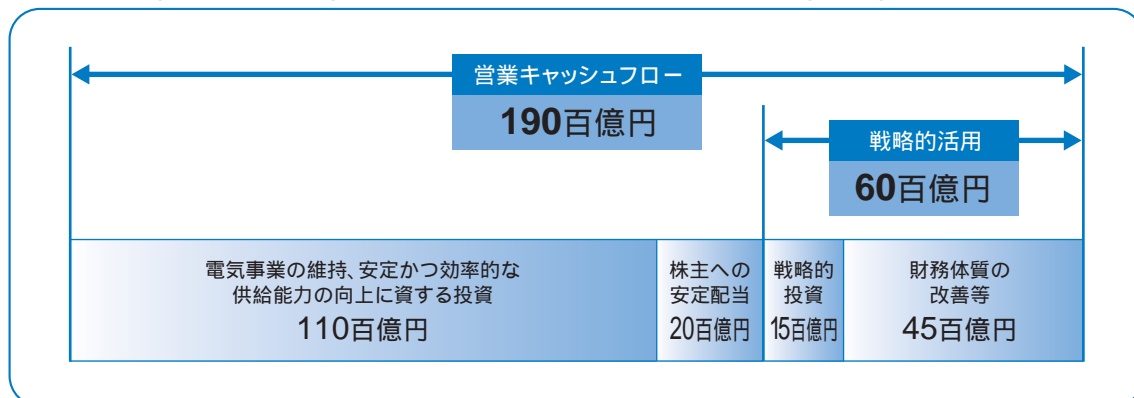 営業キャッシュフロー
190百億円
戦略的活用
60百億円
電気事業の維持、安定かつ効率的な
供給能力の向上に資する投資
110百億円
株主への
安定配当
20百億円
戦略的
投資
15百億円
財務体質の
改善等
45百億円